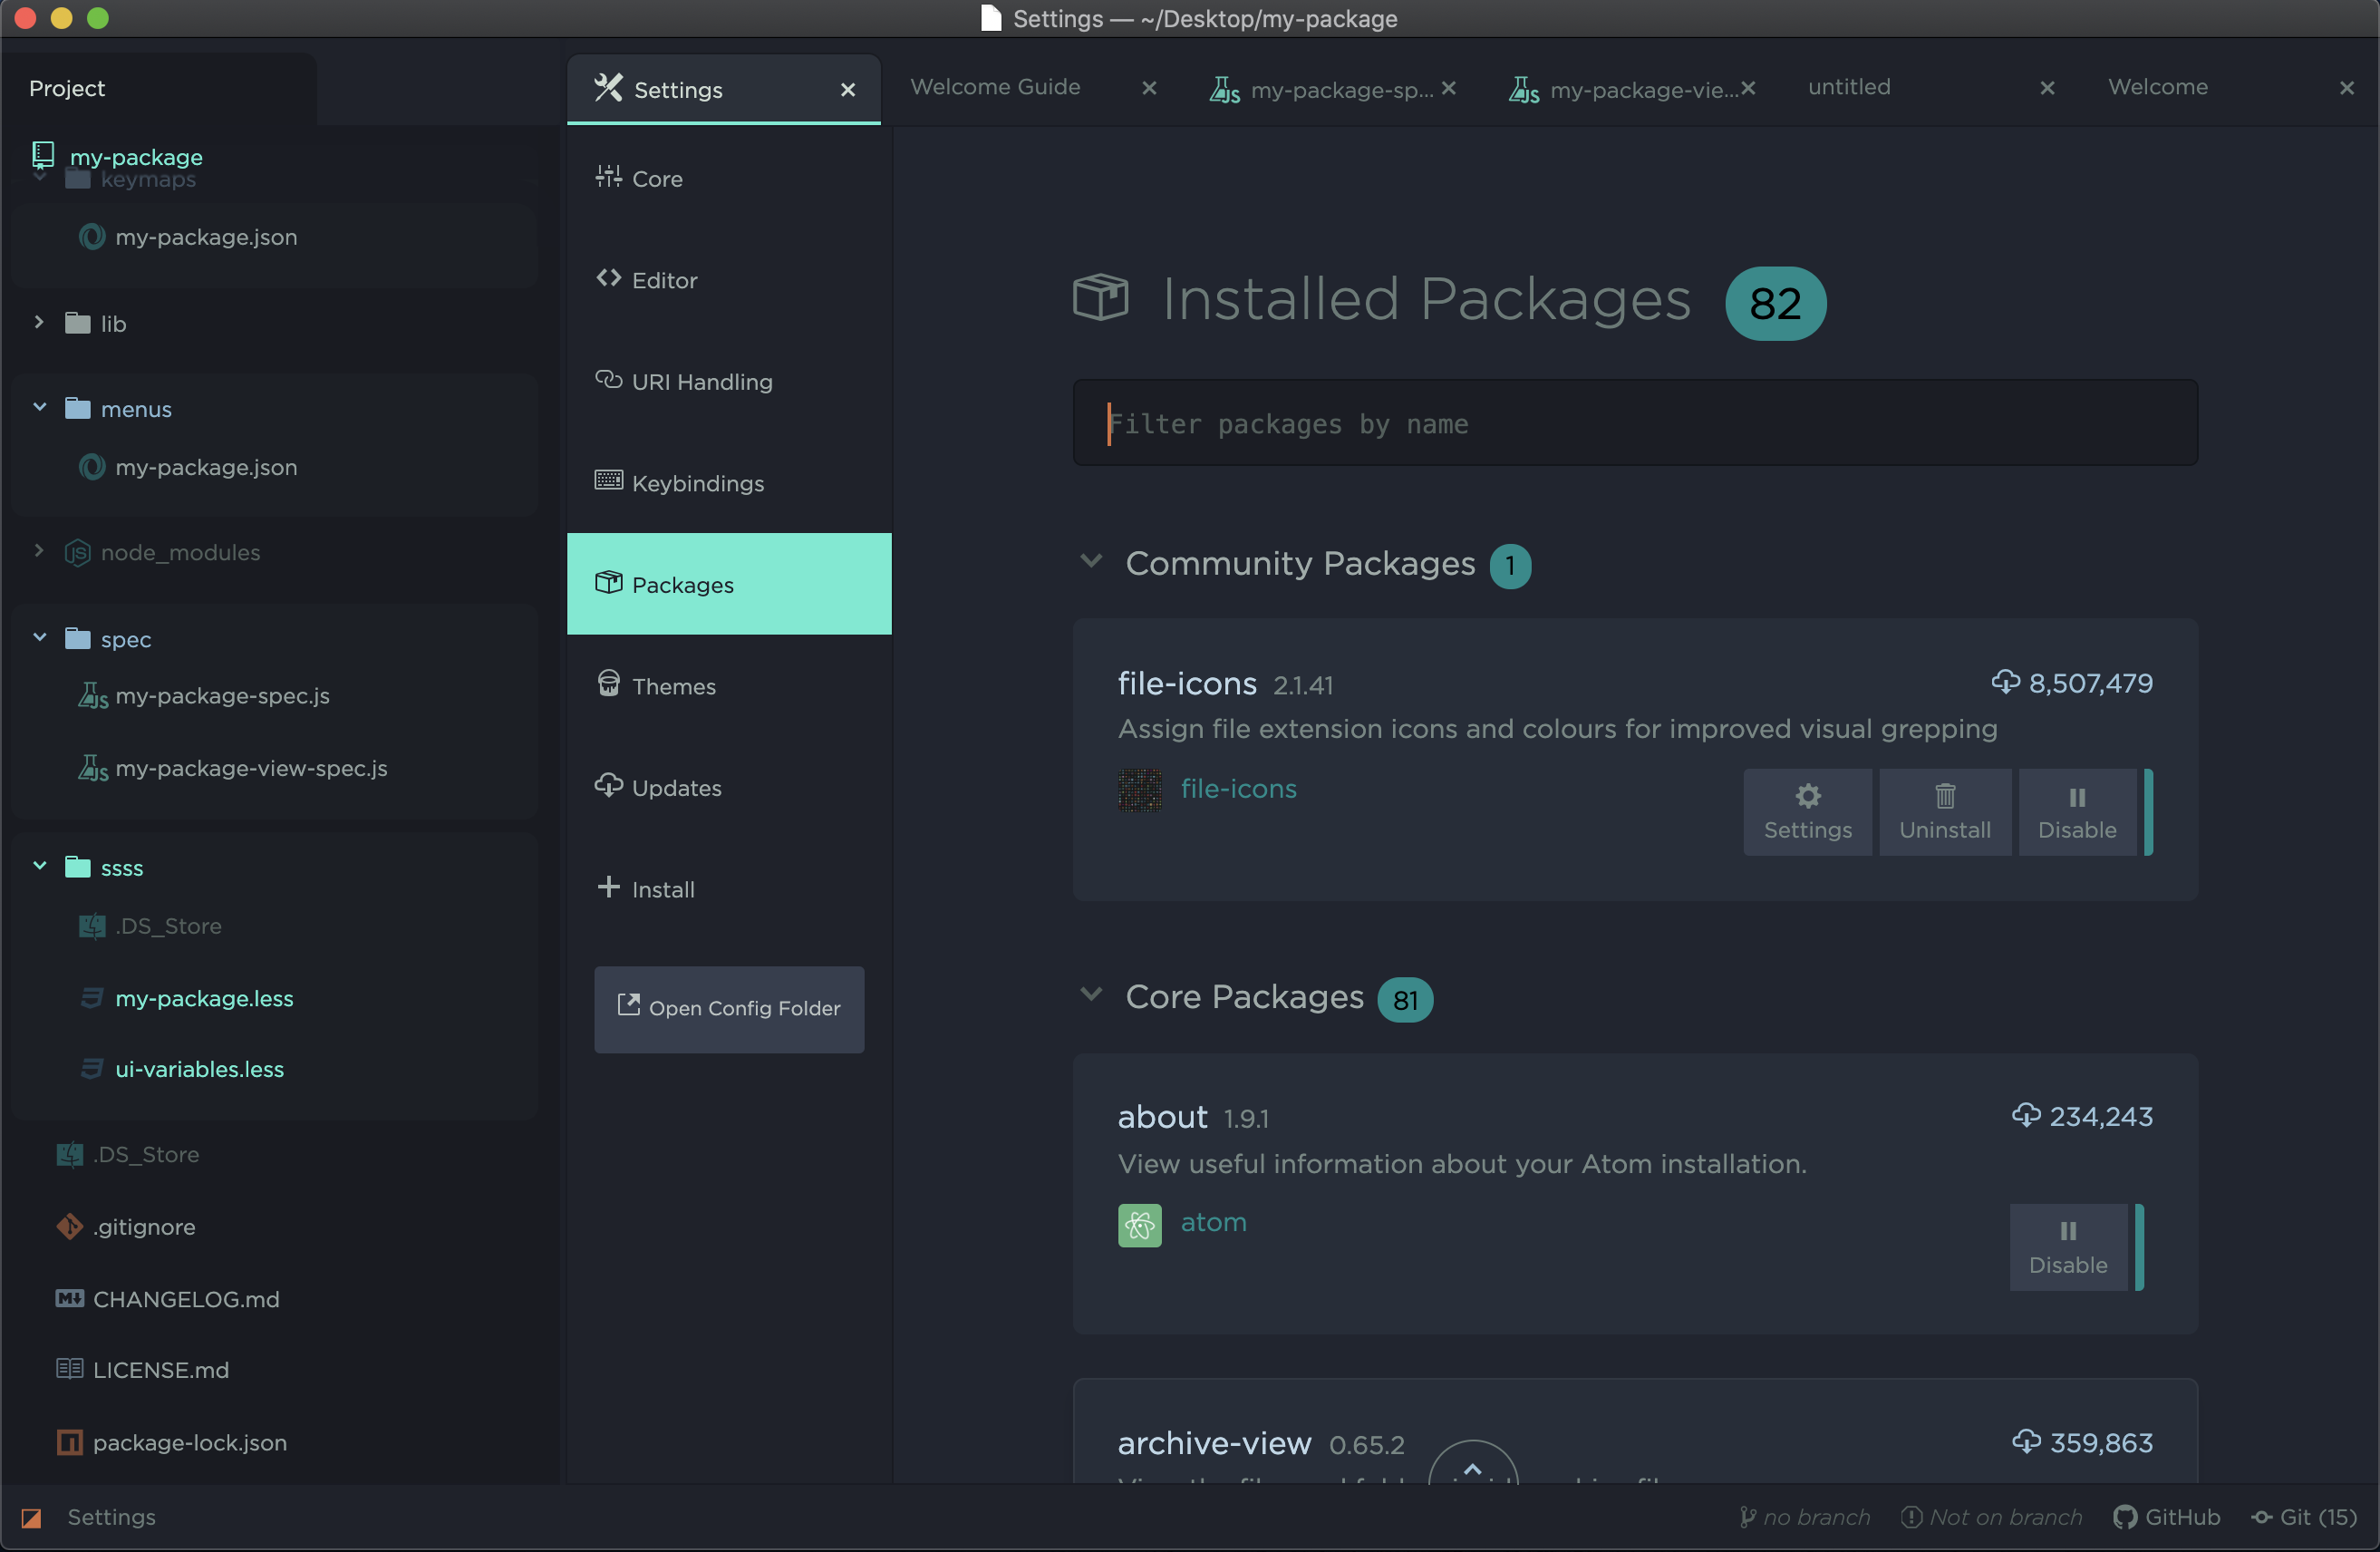 Settings — ~/Desktop/my-package
Project
my-package
keymaps
my-package.json
lib
menus
my-package.json
node_modules
spec
my-package-spec.js
my-package-view-spec.js
ssss
.DS_Store
my-package.less
ui-variables.less
.DS_Store
.gitignore
CHANGELOG.md
LICENSE.md
package-lock.json
Settings
Welcome Guide
my-package-sp...
my-package-vie...
untitled
Welcome
Core
Editor
URI Handling
Keybindings
Packages
Themes
Updates
Install
Open Config Folder
Installed Packages 82
Filter packages by name
Community Packages 1
file-icons 2.1.41 8,507,479
Assign file extension icons and colours for improved visual grepping
file-icons
Settings Uninstall Disable
Core Packages 81
about 1.9.1 234,243
View useful information about your Atom installation.
atom
Disable
archive-view 0.65.2 359,863
Settings no branch Not on branch GitHub Git (15)